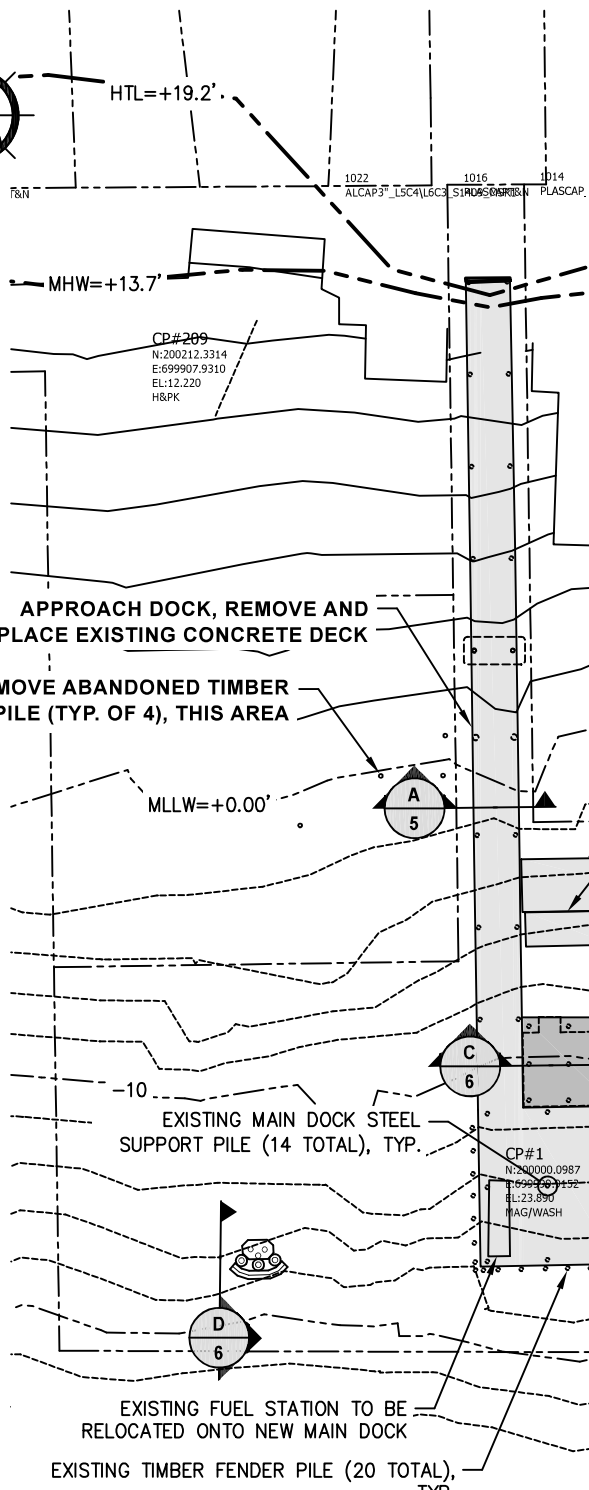 HTL=+19.2'
1022
1016
1014
T&N
ALCAP3"_L5C4\L6C3_S1
PLASCAP_
MHW=+13.7'
CP#209
N:200212.3314
E:699907.9310
EL:12.220
H&PK
APPROACH DOCK, REMOVE AND
PLACE EXISTING CONCRETE DECK
MOVE ABANDONED TIMBER
PILE (TYP. OF 4), THIS AREA
MLLW=+0.00'
A
5
C
6
-10
EXISTING MAIN DOCK STEEL
SUPPORT PILE (14 TOTAL), TYP.
CP#1
N:200000.0987
EL:23.890
MAG/WASH
D
6
EXISTING FUEL STATION TO BE
RELOCATED ONTO NEW MAIN DOCK
EXISTING TIMBER FENDER PILE (20 TOTAL),
TYP.